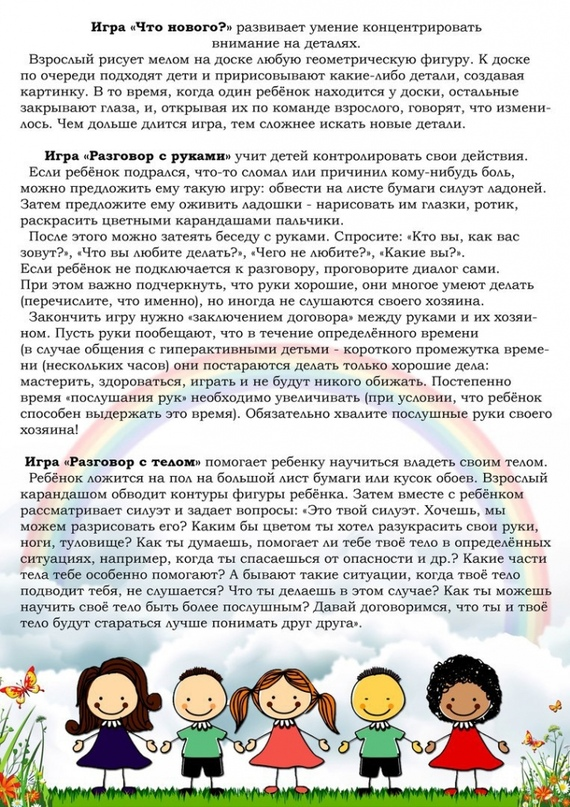 Игра «Что нового?» развивает умение концентрировать
внимание на деталях.
Взрослый рисует мелом на доске любую геометрическую фигуру. К доске
по очереди подходят дети и пририсовывают какие-либо детали, создавая
картинку. В то время, когда один ребёнок находится у доски, остальные
закрывают глаза, и, открывая их по команде взрослого, говорят, что измени-
лось. Чем дольше длится игра, тем сложнее искать новые детали.
Игра «Разговор с руками» учит детей контролировать свои действия.
Если ребёнок подрался, что-то сломал или причинил кому-нибудь боль,
можно предложить ему такую игру: обвести на листе бумаги силуэт ладоней.
Затем предложите ему оживить ладошки - нарисовать им глазки, ротик,
раскрасить цветными карандашами пальчики.
После этого можно затеять беседу с руками. Спросите: «Кто вы, как вас
зовут?», «Что вы любите делать?», «Чего не любите?», «Какие вы?».
Если ребёнок не подключается к разговору, проговорите диалог сами.
При этом важно подчеркнуть, что руки хорошие, они многое умеют делать
(перечислите, что именно), но иногда не слушаются своего хозяина.
Закончить игру нужно «заключением договора» между руками и их хозяи-
ном. Пусть руки пообещают, что в течение определённого времени
(в случае общения с гиперактивными детьми - короткого промежутка време-
ни (нескольких часов) они постараются делать только хорошие дела:
мастерить, здороваться, играть и не будут никого обижать. Постепенно
время «послушания рук» необходимо увеличивать (при условии, что ребёнок
способен выдержать это время). Обязательно хвалите послушные руки своего
хозяина!
Игра «Разговор с телом» помогает ребенку научиться владеть своим телом.
Ребёнок ложится на пол на большой лист бумаги или кусок обоев. Взрослый
карандашом обводит контуры фигуры ребёнка. Затем вместе с ребёнком
рассматривает силуэт и задает вопросы: «Это твой силуэт. Хочешь, мы
можем разрисовать его? Каким бы цветом ты хотел разукрасить свои руки,
ноги, туловище? Как ты думаешь, помогает ли тебе твоё тело в определённых
ситуациях, например, когда ты спасаешься от опасности и др.? Какие части
тела тебе особенно помогают? А бывают такие ситуации, когда твоё тело
подводит тебя, не слушается? Что ты делаешь в этом случае? Как ты можешь
научить своё тело быть более послушным? Давай договоримся, что ты и твоё
тело будут стараться лучше понимать друг друга».